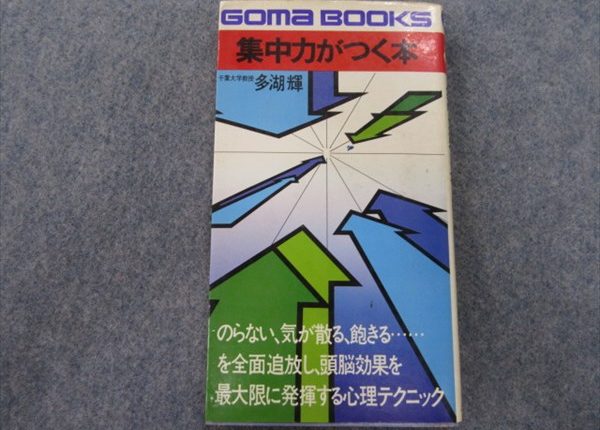 GOMA BOOKS
集中力がつく本
千葉大学教授 多湖 輝
のらない、気が散る、飽きる……
を全面追放し、頭脳効果を
最大限に発揮する心理テクニック